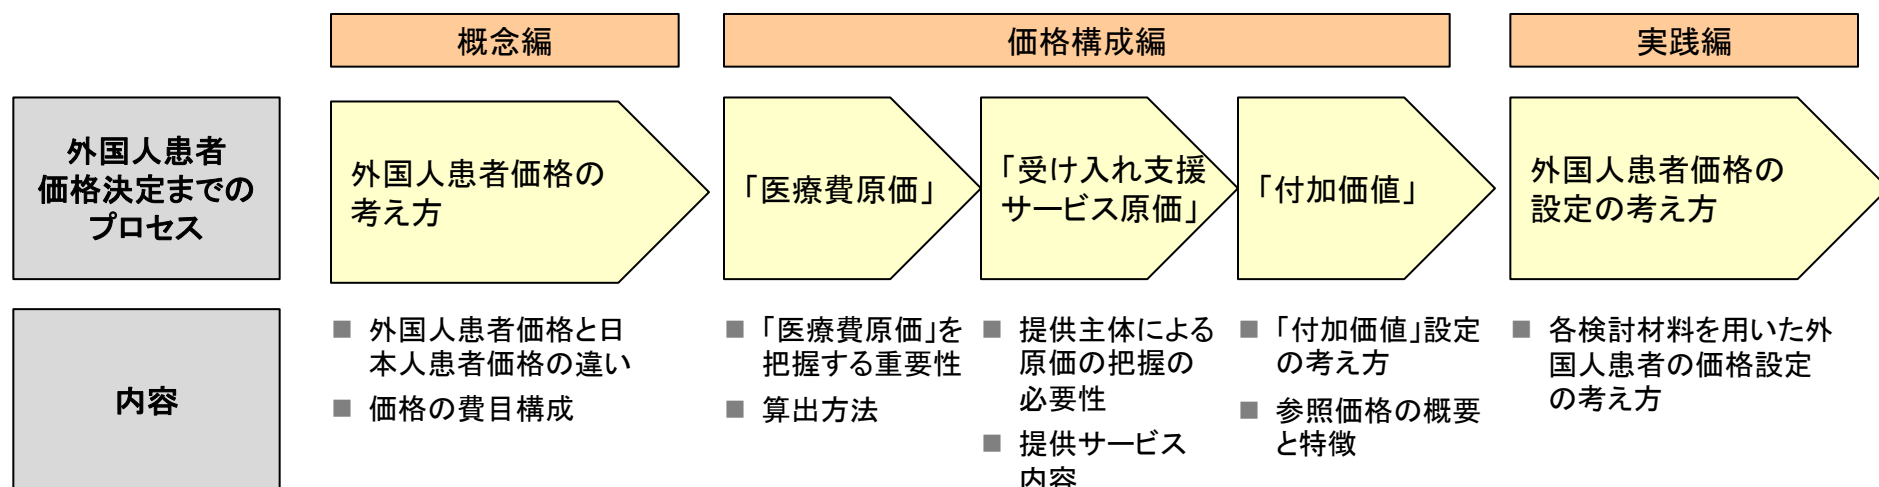 概念編
価格構成編
実践編
外国人患者
価格決定までの
プロセス
外国人患者価格の
考え方
「医療費原価」
「受け入れ支援
サービス原価」
「付加価値」
外国人患者価格の
設定の考え方
内容
■ 外国人患者価格と日
本人患者価格の違い
■ 価格の費目構成
■ 「医療費原価」を
把握する重要性
■ 算出方法
■ 提供主体による
原価の把握の
必要性
■ 提供サービス
内容
■ 「付加価値」設定
の考え方
■ 参照価格の概要
と特徴
■ 各検討材料を用いた外
国人患者の価格設定
の考え方